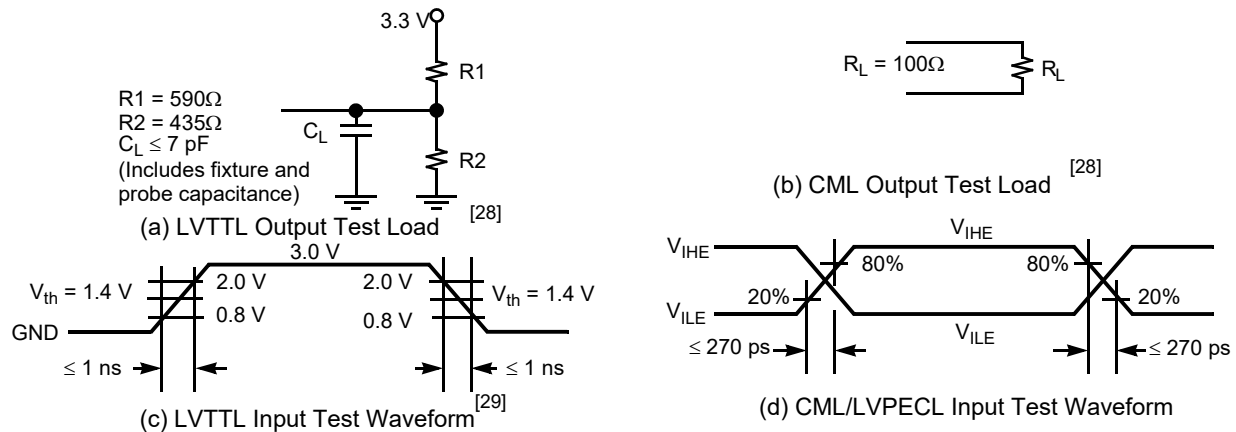 3.3 V
R1
R1 = 590Ω
R2 = 435Ω
C_L ≤ 7 pF
(Includes fixture and
probe capacitance)
C_L
R2
(a) LVTTL Output Test Load [28]
R_L = 100Ω
R_L
(b) CML Output Test Load [28]
3.0 V
2.0 V
2.0 V
V_th = 1.4 V
V_th = 1.4 V
0.8 V
0.8 V
GND
≤ 1 ns
≤ 1 ns
(c) LVTTL Input Test Waveform [29]
V_IHE
V_IHE
80%
80%
20%
20%
V_ILE
V_ILE
≤ 270 ps
≤ 270 ps
(d) CML/LVPECL Input Test Waveform